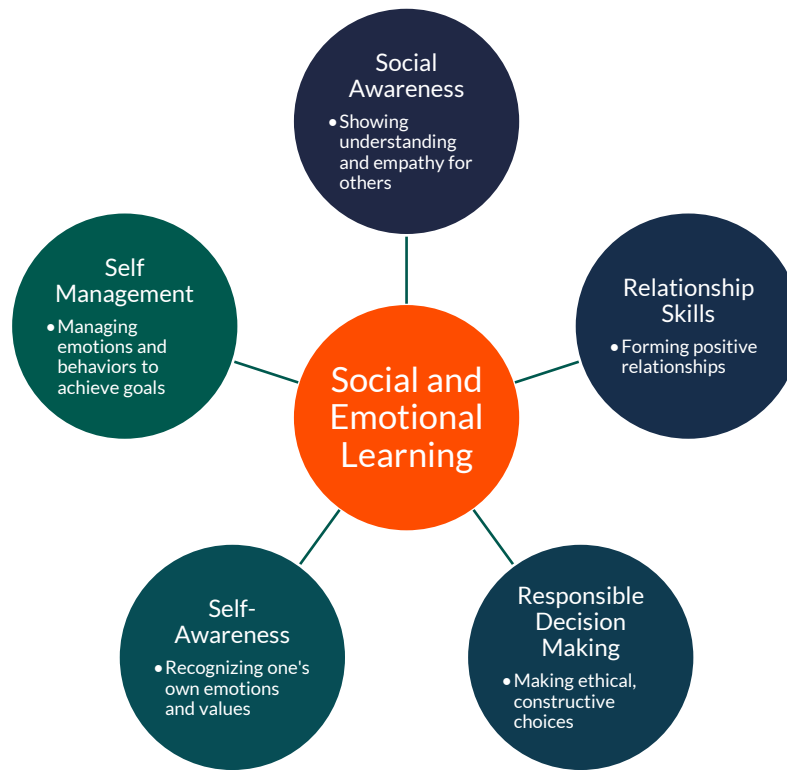 Social
Awareness
•Showing
understanding
and empathy for
others
Self
Management
•Managing
emotions and
behaviors to
achieve goals
Relationship
Skills
•Forming positive
relationships
Social and
Emotional
Learning
Self-
Awareness
•Recognizing one's
own emotions
and values
Responsible
Decision
Making
•Making ethical,
constructive
choices